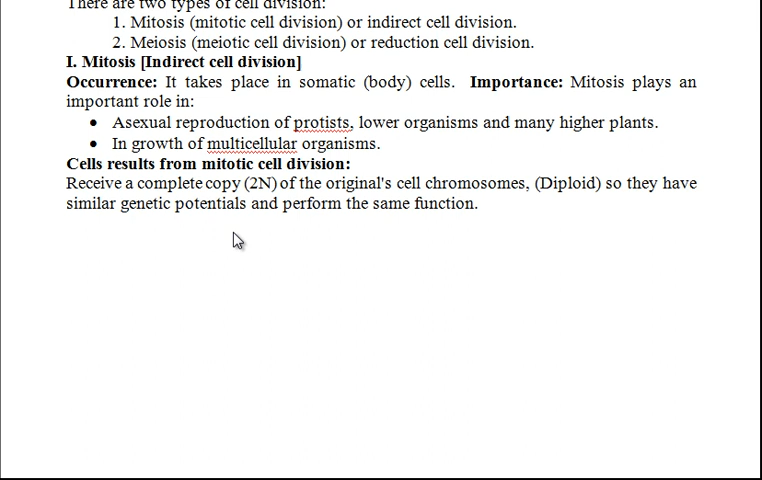 There are two types of cell division:
1. Mitosis (mitotic cell division) or indirect cell division.
2. Meiosis (meiotic cell division) or reduction cell division.
I. Mitosis [Indirect cell division]
Occurrence: It takes place in somatic (body) cells. Importance: Mitosis plays an
important role in:
• Asexual reproduction of protists, lower organisms and many higher plants.
• In growth of multicellular organisms.
Cells results from mitotic cell division:
Receive a complete copy (2N) of the original's cell chromosomes, (Diploid) so they have
similar genetic potentials and perform the same function.